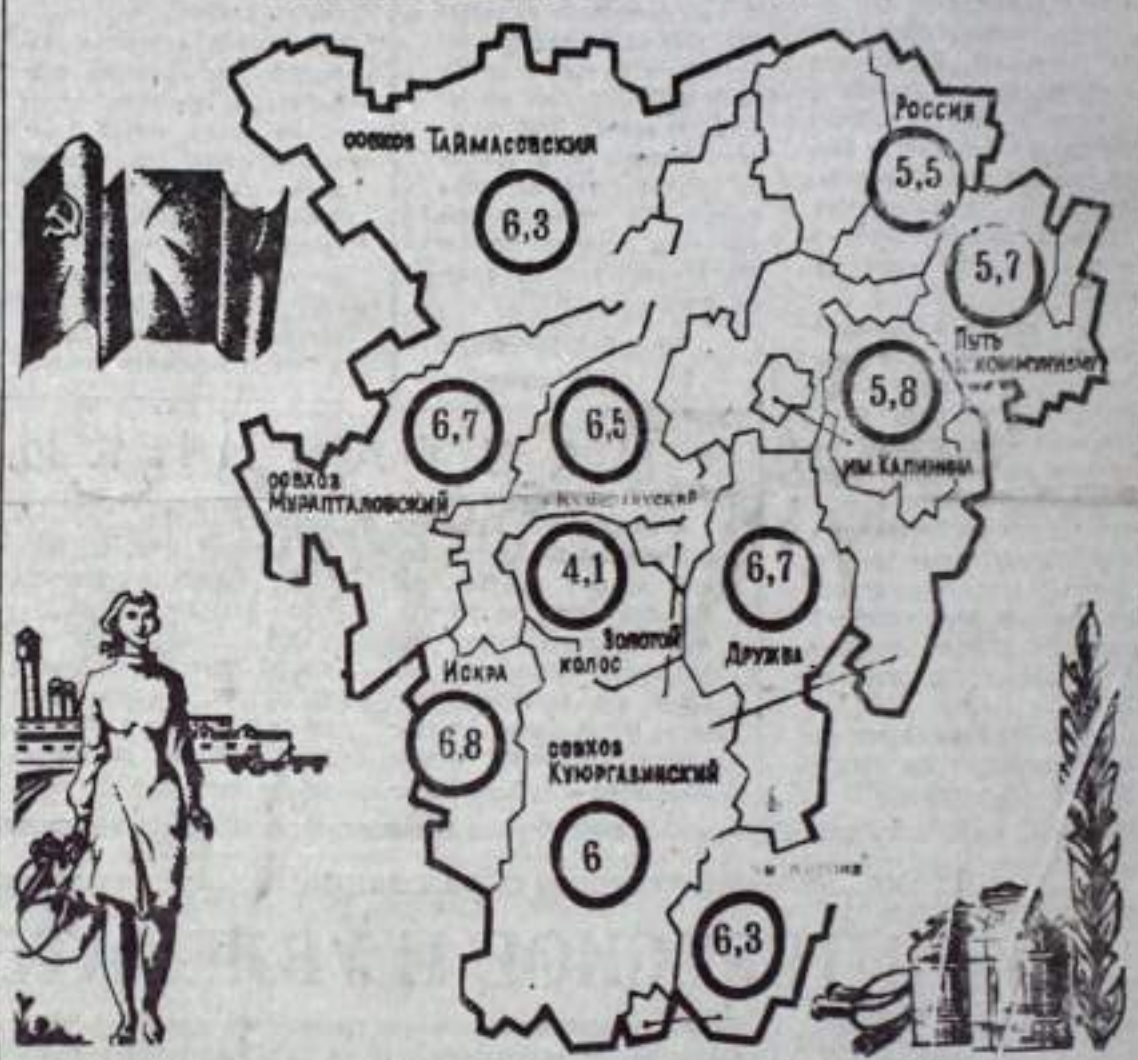 совхоз ТАЙМАСОВСКИЙ
6,3
РОССИЯ
5,5
5,7
ПУТЬ
К КОММУНИЗМУ
5,8
ИМ. КАЛИНИНА
6,7
совхоз
МУРАПТАЛОВСКИЙ
6,5
4,1
ЗОЛОТОЙ
КОЛОС
6,7
ДРУЖБА
ИСКРА
6,8
совхоз
КУЮРГАЗИНСКИЙ
6
6,3